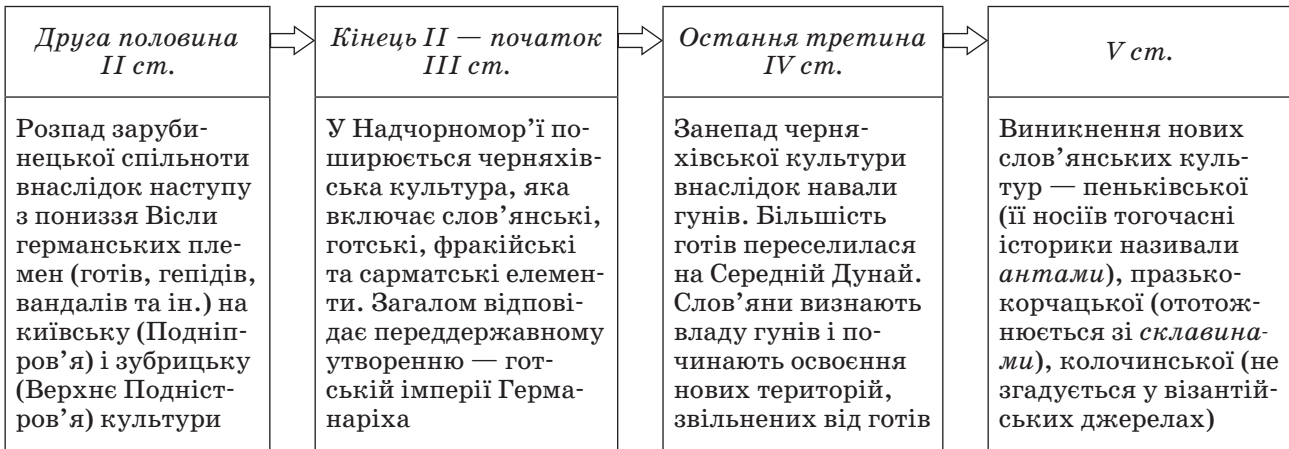 Друга половина
II ст.
Розпад заруби-
нецької спільноти
внаслідок наступу
з пониззя Вісли
германських пле-
мен (готів, гепідів,
вандалів та ін.) на
київську (Подніп-
ров’я) і зубрицьку
(Верхнє Подніст-
ров’я) культури
Кінець II — початок
III ст.
У Надчорномор’ї по-
ширюється черняхів-
ська культура, яка
включає слов’янські,
готські, фракійські
та сарматські елемен-
ти. Загалом відпові-
дає переддержавному
утворенню — гот-
ській імперії Герма-
наріха
Остання третина
IV ст.
Занепад черня-
хівської культури
внаслідок навали
гунів. Більшість
готів переселилася
на Середній Дунай.
Слов’яни визнають
владу гунів і по-
чинають освоєння
нових територій,
звільнених від готів
V ст.
Виникнення нових
слов’янських куль-
тур — пеньківської
(її носіїв тогочасні
історики називали
антами), празько-
корчацької (ототож-
нюється зі склавина-
ми), колочинської (не
згадується у візантій-
ських джерелах)